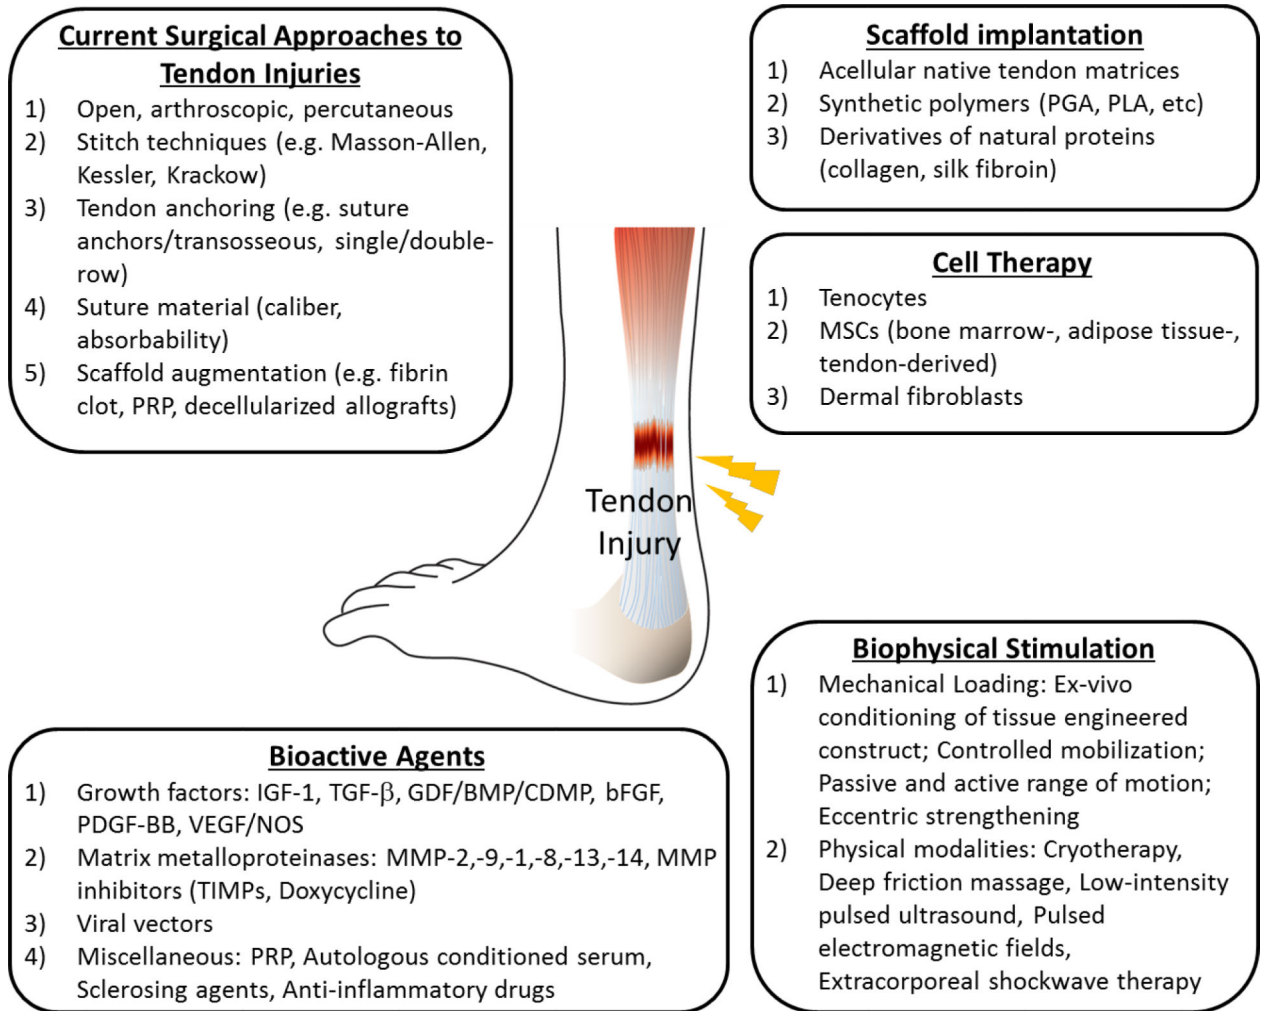 Current Surgical Approaches to
Tendon Injuries
1) Open, arthroscopic, percutaneous
2) Stitch techniques (e.g. Masson-Allen,
Kessler, Krackow)
3) Tendon anchoring (e.g. suture
anchors/transosseous, single/double-
row)
4) Suture material (caliber,
absorbability)
5) Scaffold augmentation (e.g. fibrin
clot, PRP, decellularized allografts)
Scaffold implantation
1) Acellular native tendon matrices
2) Synthetic polymers (PGA, PLA, etc)
3) Derivatives of natural proteins
(collagen, silk fibroin)
Cell Therapy
1) Tenocytes
2) MSCs (bone marrow-, adipose tissue-,
tendon-derived)
3) Dermal fibroblasts
Tendon
Injury
Bioactive Agents
1) Growth factors: IGF-1, TGF-β, GDF/BMP/CDMP, bFGF,
PDGF-BB, VEGF/NOS
2) Matrix metalloproteinases: MMP-2,-9,-1,-8,-13,-14, MMP
inhibitors (TIMPs, Doxycycline)
3) Viral vectors
4) Miscellaneous: PRP, Autologous conditioned serum,
Sclerosing agents, Anti-inflammatory drugs
Biophysical Stimulation
1) Mechanical Loading: Ex-vivo
conditioning of tissue engineered
construct; Controlled mobilization;
Passive and active range of motion;
Eccentric strengthening
2) Physical modalities: Cryotherapy,
Deep friction massage, Low-intensity
pulsed ultrasound, Pulsed
electromagnetic fields,
Extracorporeal shockwave therapy